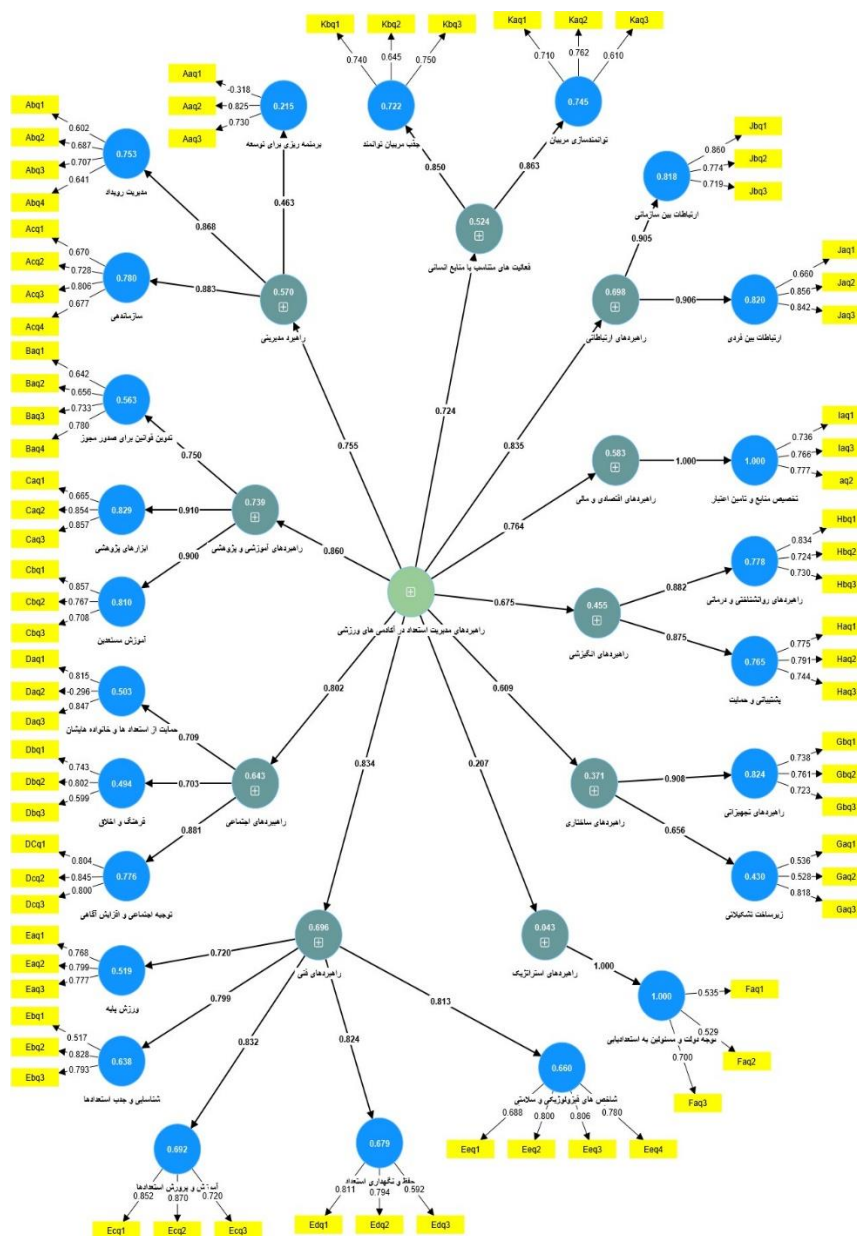 Kbq1
Kbq2
Kbq3
0.740
0.645
0.750
0.722
جذب مربیان توانمند
Kaq1
Kaq2
Kaq3
0.710
0.762
0.610
0.745
توانمندسازی مربیان
0.850
0.863
0.524
فعالیت های متناسب با منابع انسانی
0.724
Aaq1
Aaq2
Aaq3
-0.318
0.825
0.730
0.215
برمنمه ریزی برای توسعه
0.463
Abq1
Abq2
Abq3
Abq4
0.602
0.687
0.707
0.641
0.753
مدیریت رویداد
0.868
Acq1
Acq2
Acq3
Acq4
0.670
0.728
0.806
0.677
0.780
سازماندهی
0.883
0.570
راهبرد مدیریتی
0.755
Jbq1
Jbq2
Jbq3
0.860
0.774
0.719
0.818
ارتباطات بین سازمانی
0.905
Jaq1
Jaq2
Jaq3
0.660
0.856
0.842
0.820
ارتباطات بین فردی
0.906
0.698
راهبردهای ارتباطاتی
0.835
Baq1
Baq2
Baq3
Baq4
0.642
0.656
0.733
0.780
0.563
تدوین قوانین برای صدور مجوز
0.750
Caq1
Caq2
Caq3
0.665
0.854
0.857
0.829
ابزارهای پژوهشی
0.910
Cbq1
Cbq2
Cbq3
0.857
0.767
0.708
0.810
آموزش مستعدین
0.900
0.739
راهبردهای آموزشی و پژوهشی
0.860
Iaq1
Iaq3
aq2
0.736
0.766
0.777
1.000
تخصیص منابع و تامین اعتبار
1.000
0.583
راهبردهای اقتصادی و مالی
0.764
Hbq1
Hbq2
Hbq3
0.834
0.724
0.730
0.778
راهبردهای روانشناختی و درمانی
0.882
Haq1
Haq2
Haq3
0.775
0.791
0.744
0.765
پشتیبانی و حمایت
0.875
0.455
راهبردهای انگیزشی
0.675
راهبردهای مدیریت استعداد در آکادمی های ورزشی
Daq1
Daq2
Daq3
0.815
-0.296
0.847
0.503
حمایت از استعداد ها و خانواده هایشان
0.709
Dbq1
Dbq2
Dbq3
0.743
0.802
0.599
0.494
فرهنگ و اخلاق
0.703
DCq1
Dcq2
Dcq3
0.804
0.845
0.800
0.776
توجیه اجتماعی و افزایش آگاهی
0.881
0.643
راهبردهای اجتماعی
0.802
Gbq1
Gbq2
Gbq3
0.738
0.761
0.723
0.824
راهبردهای تجهیزاتی
0.908
Gaq1
Gaq2
Gaq3
0.536
0.528
0.818
0.430
زیرساخت تشکیلاتی
0.656
0.371
راهبردهای ساختاری
0.609
0.207
0.043
راهبردهای استراتژیک
1.000
1.000
توجه دولت و مسئولین به استعدادیابی
Faq1
Faq2
Faq3
0.535
0.529
0.700
0.834
0.696
راهبردهای فنی
Eaq1
Eaq2
Eaq3
0.768
0.799
0.777
0.519
ورزش پایه
0.720
Ebq1
Ebq2
Ebq3
0.517
0.828
0.793
0.638
شناسایی و جذب استعدادها
0.799
0.832
0.692
آموزش و پرورش استعدادها
0.852
0.870
0.720
Ecq1
Ecq2
Ecq3
0.824
0.679
حفظ و نگهداری استعداد
0.811
0.794
0.592
Edq1
Edq2
Edq3
0.813
0.660
شاخص های فیزیولوژیکی و سلامتی
0.688
0.800
0.806
0.780
Eeq1
Eeq2
Eeq3
Eeq4